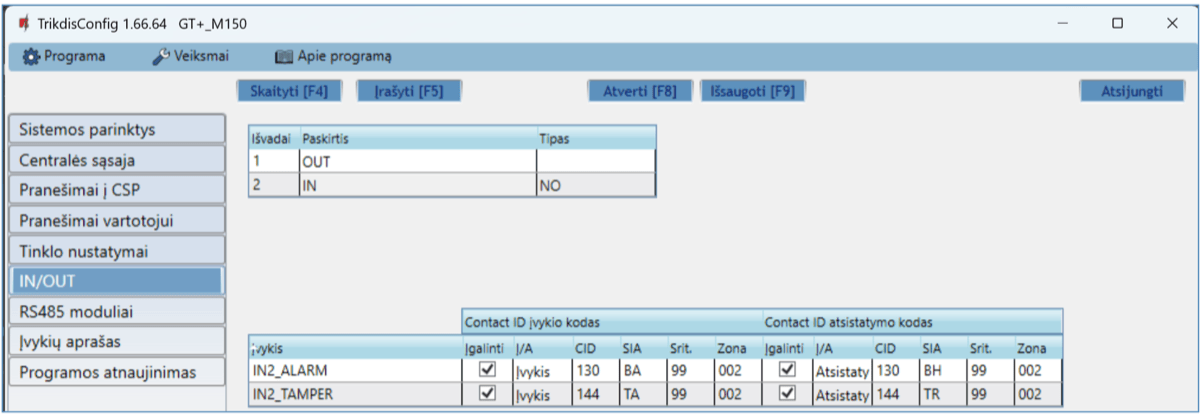 TrikdisConfig 1.66.64 GT+_M150
Programa Veiksmai Apie programą
Skaityti [F4] Įrašyti [F5] Atverti [F8] Išsaugoti [F9] Atsijungti
Sistemos parinktys
Centralės sąsaja
Pranešimai į CSP
Pranešimai vartotojui
Tinklo nustatymai
IN/OUT
RS485 moduliai
Įvykių aprašas
Programos atnaujinimas
Išvadai Paskirtis Tipas
1 OUT
2 IN NO
Contact ID įvykio kodas Contact ID atsistatymo kodas
Įvykis Įgalinti Į/A CID SIA Srit. Zona Įgalinti Į/A CID SIA Srit. Zona
IN2_ALARM Įvykis 130 BA 99 002 Atsistaty 130 BH 99 002
IN2_TAMPER Įvykis 144 TA 99 002 Atsistaty 144 TR 99 002